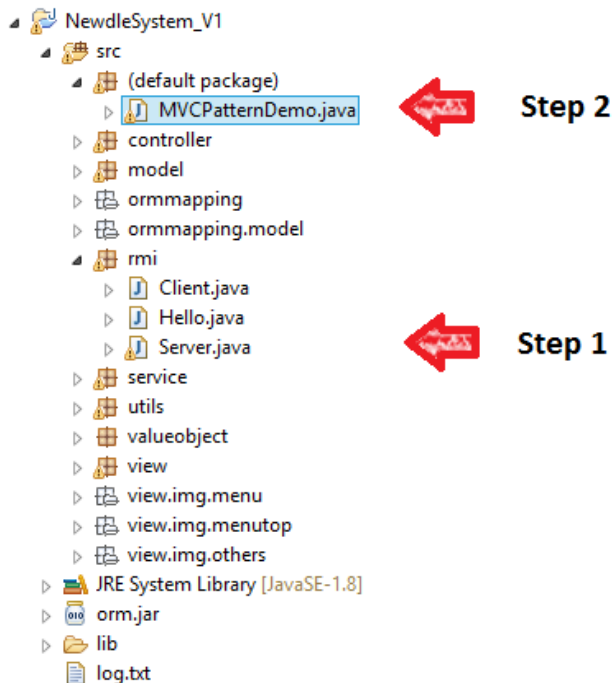 NewdleSystem_V1
src
(default package)
MVCPatternDemo.java
Step 2
controller
model
ormmapping
ormmapping.model
rmi
Client.java
Hello.java
Server.java
Step 1
service
utils
valueobject
view
view.img.menu
view.img.menutop
view.img.others
JRE System Library [JavaSE-1.8]
orm.jar
lib
log.txt